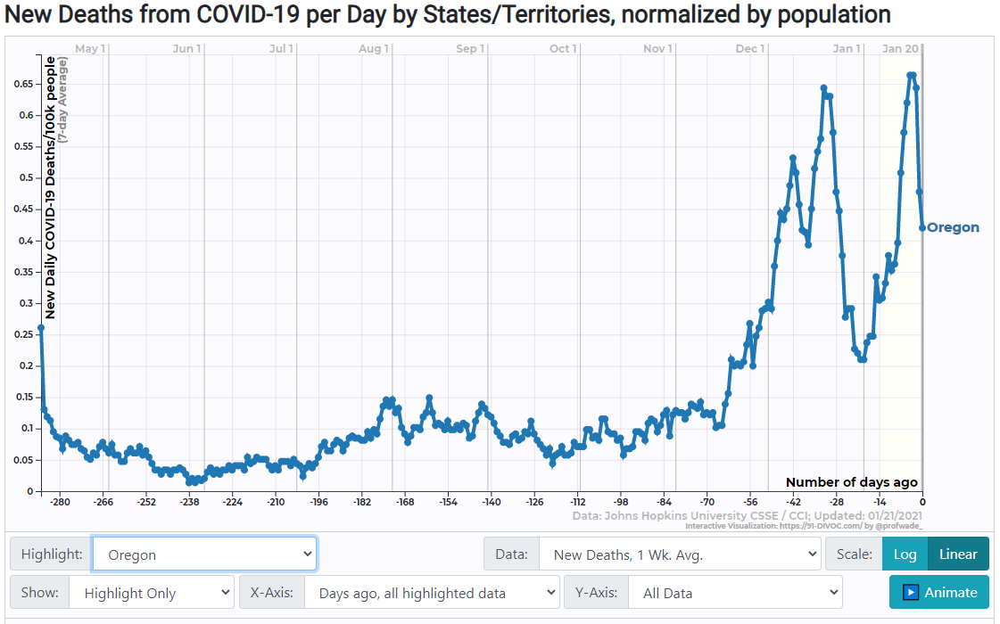 New Deaths from COVID-19 per Day by States/Territories, normalized by population
May 1 Jun 1 Jul 1 Aug 1 Sep 1 Oct 1 Nov 1 Dec 1 Jan 1 Jan 20
New Daily COVID-19 Deaths/100k people
(7-day Average)
0.65
0.6
0.55
0.5
0.45
0.4
0.35
0.3
0.25
0.2
0.15
0.1
0.05
0
Oregon
Number of days ago
-280 -266 -252 -238 -224 -210 -196 -182 -168 -154 -140 -126 -112 -98 -84 -70 -56 -42 -28 -14 0
Data: Johns Hopkins University CSSE / CCI; Updated: 01/21/2021
Interactive Visualization: https://91-DIVOC.com/ by @profwade_
Highlight: Oregon Data: New Deaths, 1 Wk. Avg. Scale: Log Linear
Show: Highlight Only X-Axis: Days ago, all highlighted data Y-Axis: All Data Animate